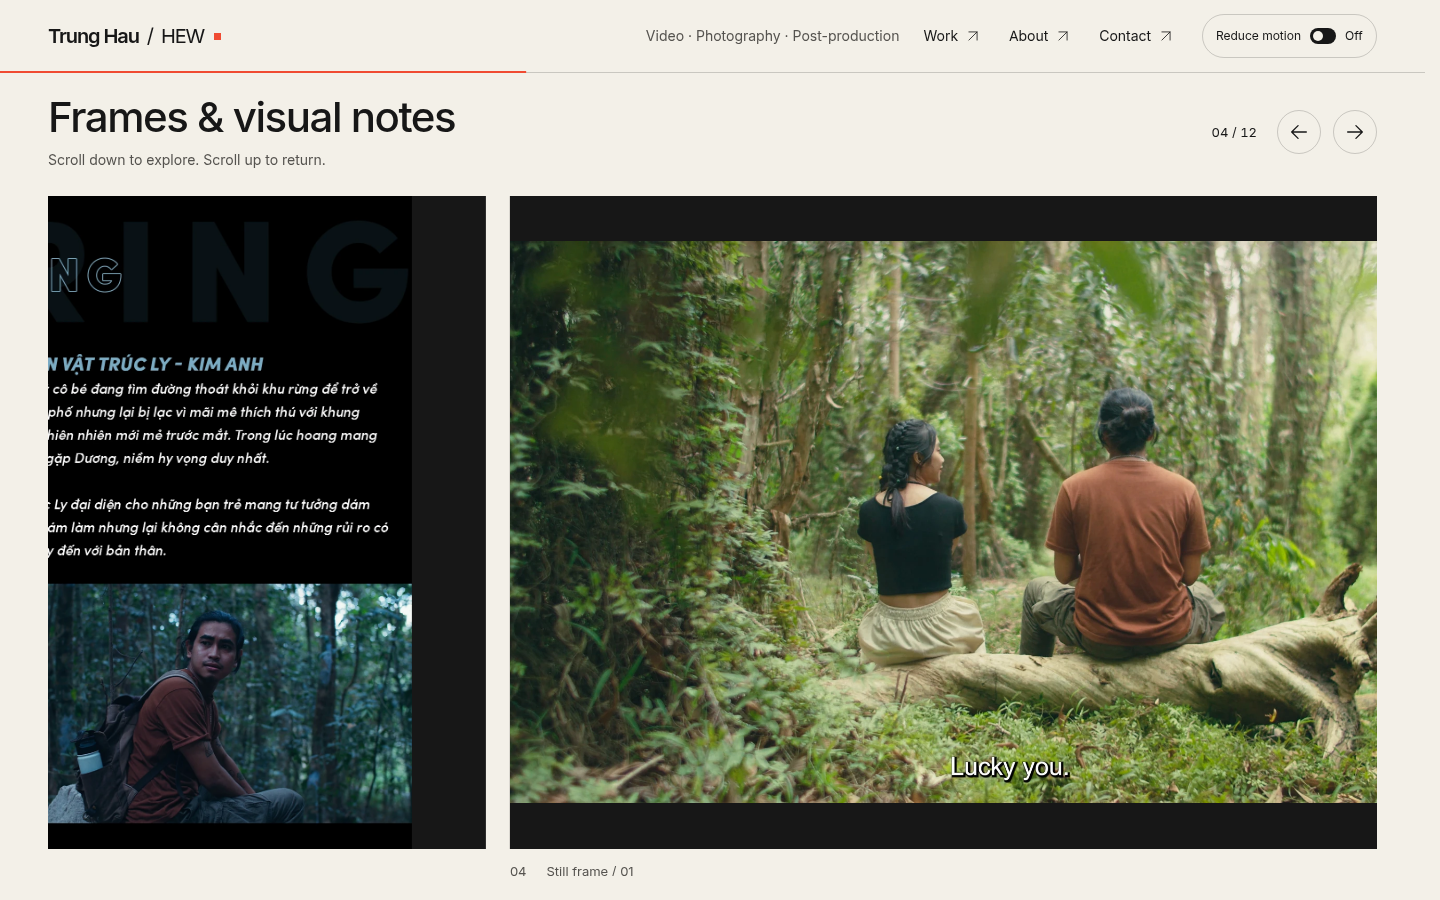 Trung Hau / HEW
Video · Photography · Post-production
Work
About
Contact
Reduce motion
Off
Frames & visual notes
Scroll down to explore. Scroll up to return.
04 / 12
RING
NG
N VẬT TRÚC LY - KIM ANH
cô bé đang tìm đường thoát khỏi khu rừng để trở về
phố nhưng lại bị lạc vì mãi mê thích thú với khung
hiên nhiên mới mẻ trước mắt. Trong lúc hoang mang
gặp Dương, niềm hy vọng duy nhất.
c Ly đại diện cho những bạn trẻ mang tư tưởng dám
ám làm nhưng lại không cân nhắc đến những rủi ro có
y đến với bản thân.
Lucky you.
04 Still frame / 01